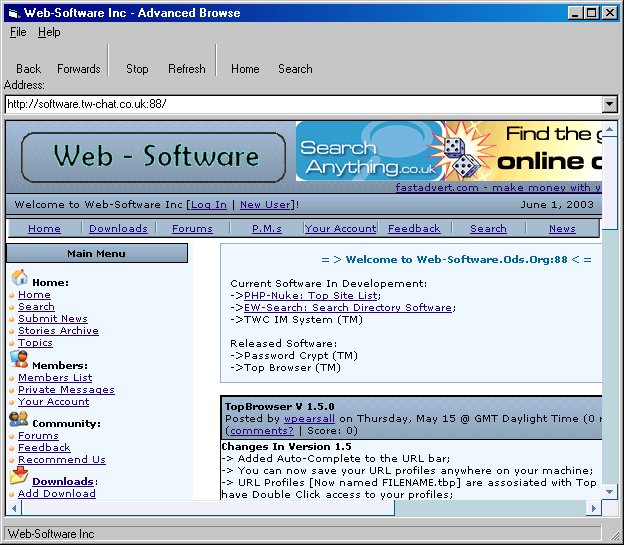 Web-Software Inc - Advanced Browse
File Help
Back Forwards Stop Refresh Home Search
Address:
http://software.tw-chat.co.uk:88/
Web - Software
Search
Anything.co.uk
Find the g
online c
fastadvert.com - make money with y
Welcome to Web-Software Inc [Log In | New User]!
June 1, 2003
Home Downloads Forums P.M.s Your Account Feedback Search News
Main Menu
Home:
Home
Search
Submit News
Stories Archive
Topics
Members:
Members List
Private Messages
Your Account
Community:
Forums
Feedback
Recommend Us
Downloads:
Add Download
= > Welcome to Web-Software.Ods.Org:88 < =
Current Software In Developement:
->PHP-Nuke: Top Site List;
->EW-Search: Search Directory Software;
->TWC IM System (TM)
Released Software:
->Password Crypt (TM)
->Top Browser (TM)
TopBrowser V 1.5.0
Posted by wpearsall on Thursday, May 15 @ GMT Daylight Time (0 r
(comments? | Score: 0)
Changes In Version 1.5
-> Added Auto-Complete to the URL bar;
-> You can now save your URL profiles anywhere on your machine;
-> URL Profiles [Now named FILENAME.tbp] are assosiated with Top
have Double Click access to your profiles;
Web-Software Inc